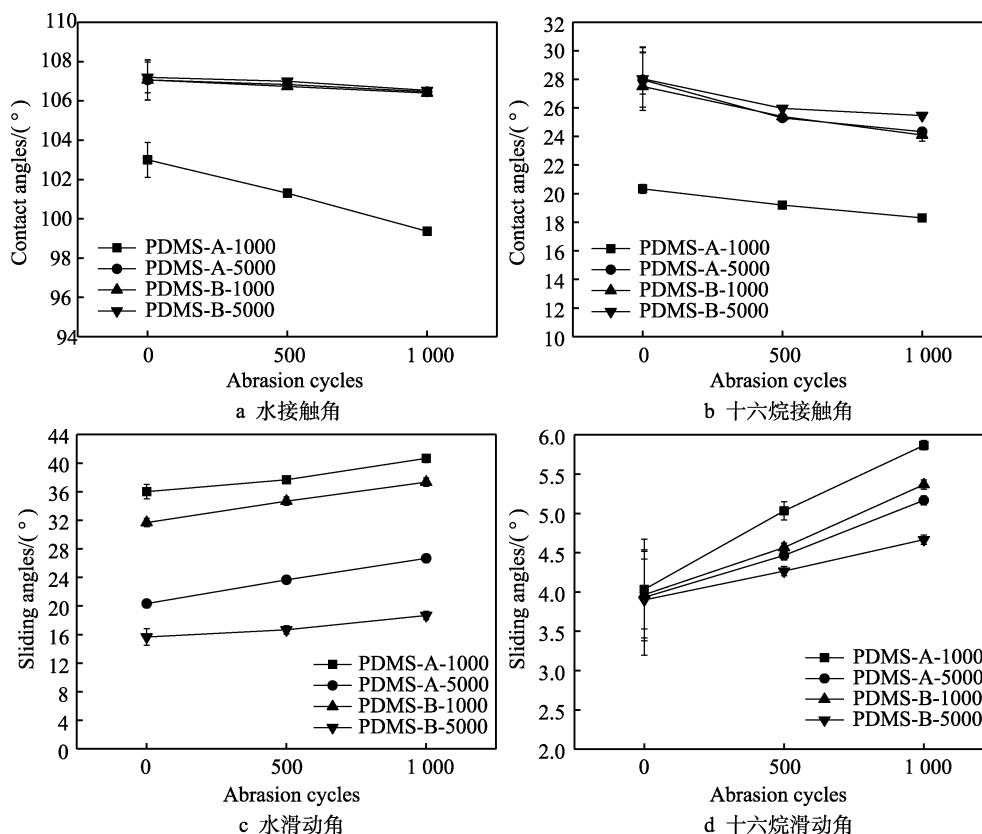 110
108
106
104
102
100
98
96
94
Contact angles/(°)
PDMS-A-1000
PDMS-A-5000
PDMS-B-1000
PDMS-B-5000
0 500 1 000
Abrasion cycles
a 水接触角
32
30
28
26
24
22
20
18
16
14
12
10
Contact angles/(°)
PDMS-A-1000
PDMS-A-5000
PDMS-B-1000
PDMS-B-5000
0 500 1 000
Abrasion cycles
b 十六烷接触角
44
40
36
32
28
24
20
16
12
8
4
0
Sliding angles/(°)
PDMS-A-1000
PDMS-A-5000
PDMS-B-1000
PDMS-B-5000
0 500 1 000
Abrasion cycles
c 水滑动角
6.0
5.5
5.0
4.5
4.0
3.5
3.0
2.5
2.0
Sliding angles/(°)
PDMS-A-1000
PDMS-A-5000
PDMS-B-1000
PDMS-B-5000
0 500 1 000
Abrasion cycles
d 十六烷滑动角